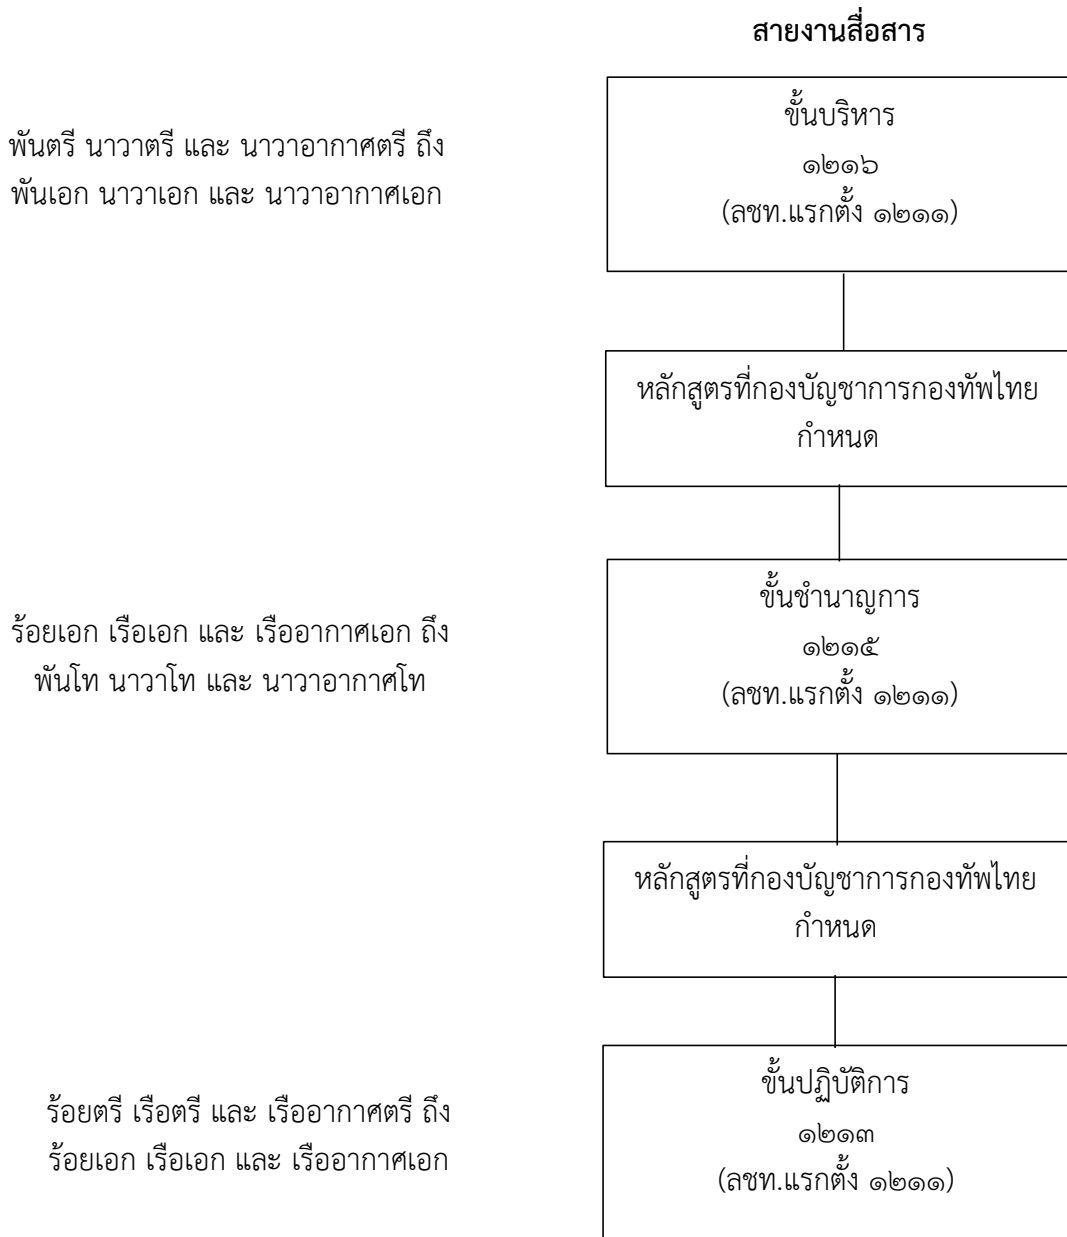 สายงานสื่อสาร
พันตรี นาวาตรี และ นาวาอากาศตรี ถึง
พันเอก นาวาเอก และ นาวาอากาศเอก
ขั้นบริหาร
๑๒๑๖
(ลชท.แรกตั้ง ๑๒๑๑)
หลักสูตรที่กองบัญชาการกองทัพไทย
กำหนด
ร้อยเอก เรือเอก และ เรืออากาศเอก ถึง
พันโท นาวาโท และ นาวาอากาศโท
ขั้นชำนาญการ
๑๒๑๕
(ลชท.แรกตั้ง ๑๒๑๑)
หลักสูตรที่กองบัญชาการกองทัพไทย
กำหนด
ร้อยตรี เรือตรี และ เรืออากาศตรี ถึง
ร้อยเอก เรือเอก และ เรืออากาศเอก
ขั้นปฏิบัติการ
๑๒๑๓
(ลชท.แรกตั้ง ๑๒๑๑)